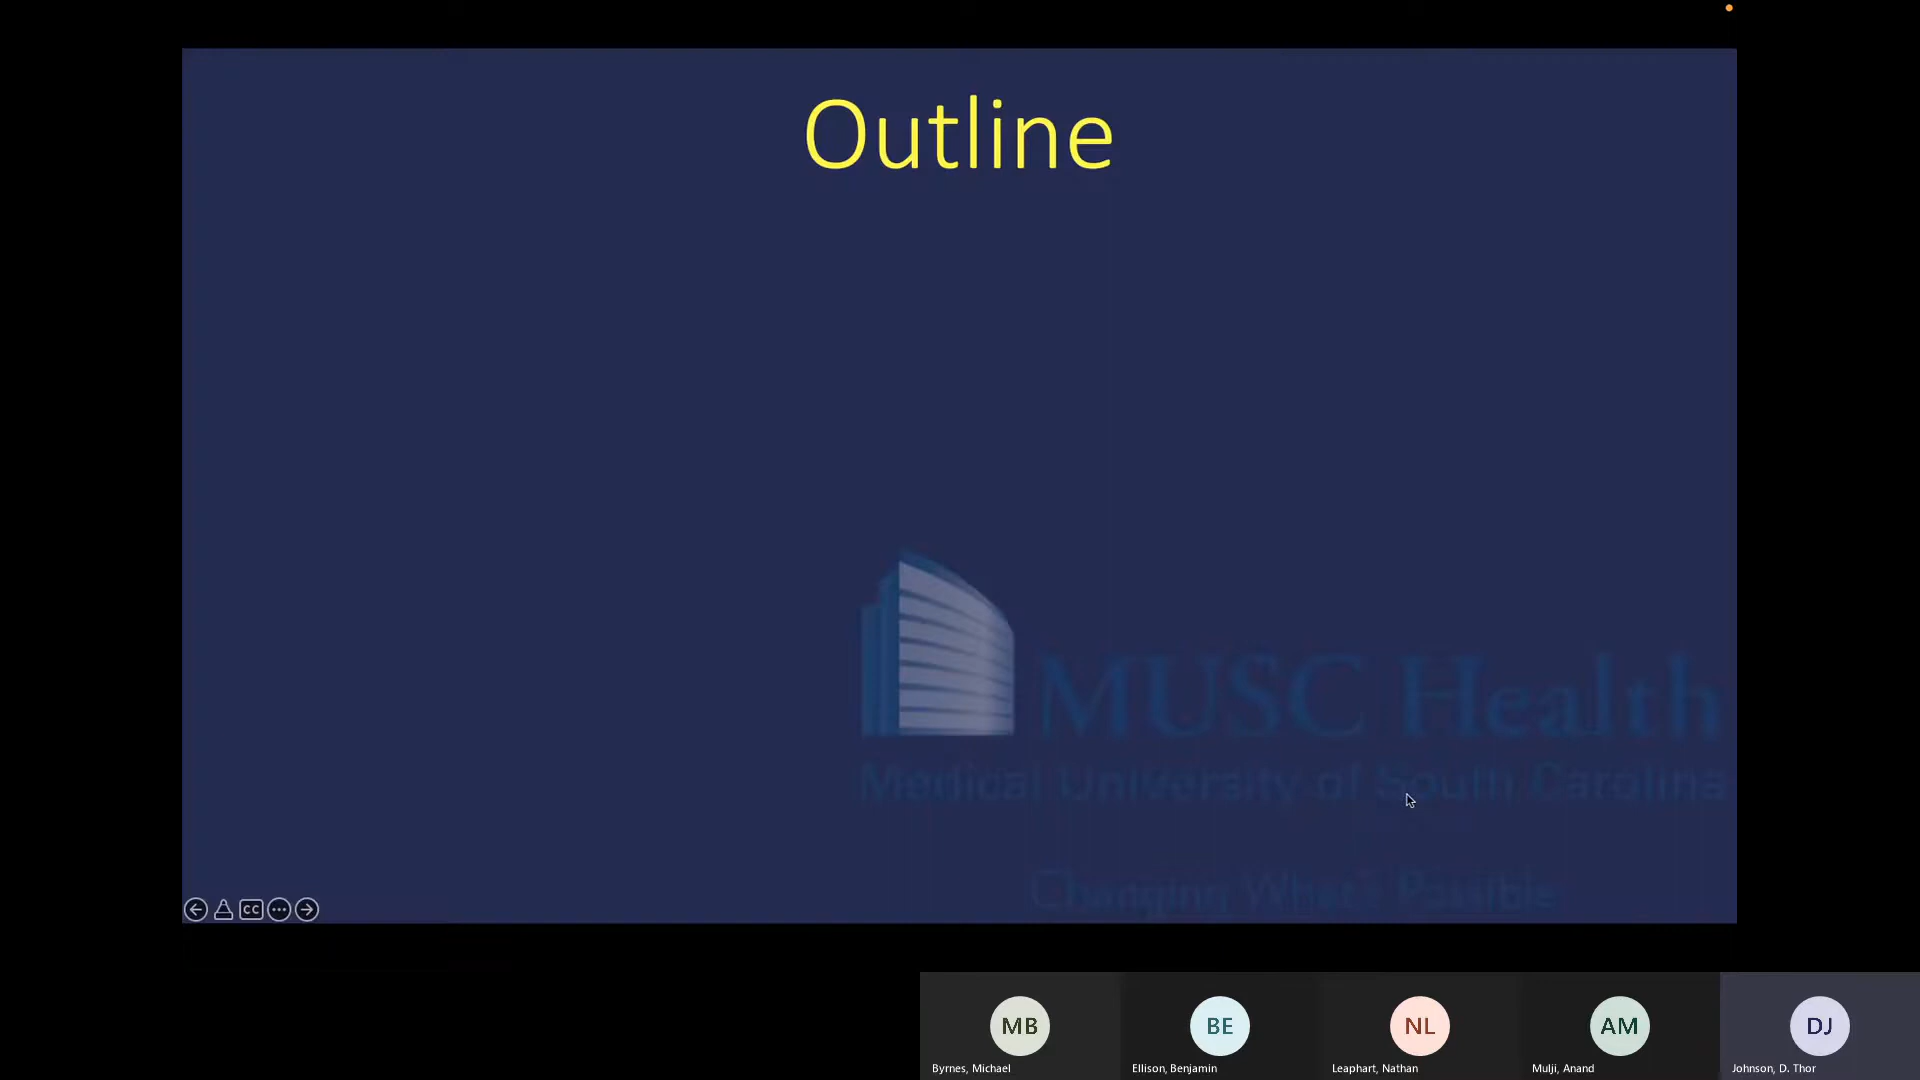 Outline
MUSC Health
Medical University of South Carolina
Changing What's Possible
CC
MB
BE
NL
AM
DJ
Byrnes, Michael
Ellison, Benjamin
Leaphart, Nathan
Mulji, Anand
Johnson, D. Thor